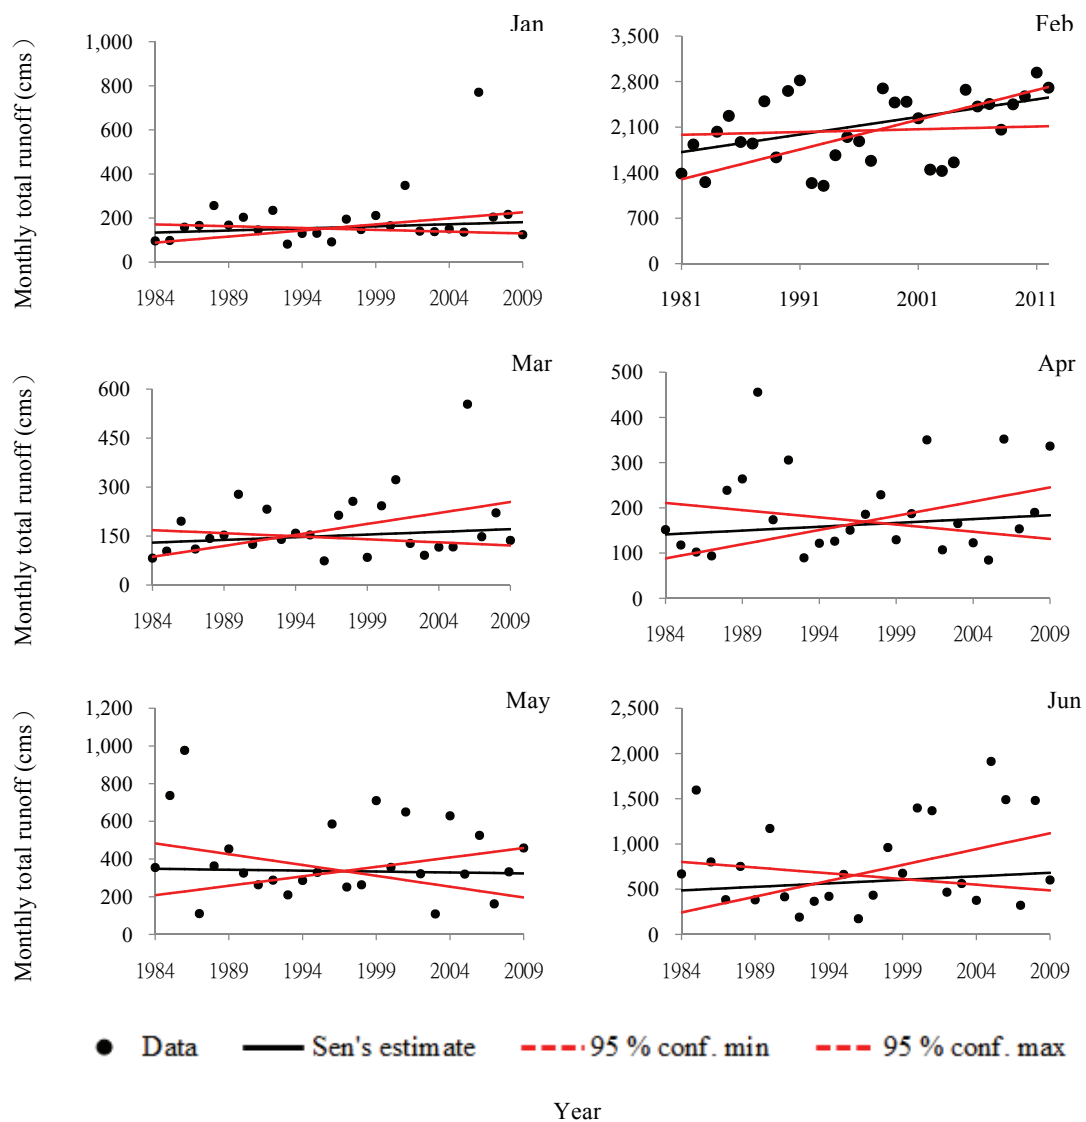 Jan
Monthly total runoff (cms)
1,000
800
600
400
200
0
1984 1989 1994 1999 2004 2009
Feb
3,500
2,800
2,100
1,400
700
0
1981 1991 2001 2011
Mar
Monthly total runoff (cms)
600
450
300
150
0
1984 1989 1994 1999 2004 2009
Apr
500
400
300
200
100
0
1984 1989 1994 1999 2004 2009
May
Monthly total runoff (cms)
1,200
1,000
800
600
400
200
0
1984 1989 1994 1999 2004 2009
Jun
2,500
2,000
1,500
1,000
500
0
1984 1989 1994 1999 2004 2009
Data Sen's estimate 95 % conf. min 95 % conf. max
Year